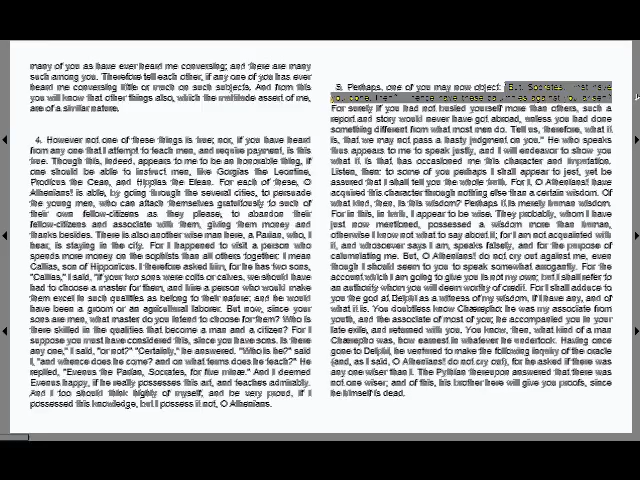 many of you as have ever heard me conversing; and there are many
such among you. Therefore tell each other, if any one of you has ever
heard me conversing little or much on such subjects. And from this
you will know that other things also, which the multitude assert of me,
are of a similar nature.
4. However not one of these things is true; nor, if you have heard
from any one that I attempt to teach men, and require payment, is this
true. Though this, indeed, appears to me to be an honorable thing, if
one should be able to instruct men, like Gorgias the Leontine,
Prodicus the Cean, and Hippias the Elean. For each of these, O
Athenians! is able, by going through the several cities, to persuade
the young men, who can attach themselves gratuitously to such of
their own fellow-citizens as they please, to abandon their
fellow-citizens and associate with them, giving them money and
thanks besides. There is also another wise man here, a Parian, who, I
hear, is staying in the city. For I happened to visit a person who
spends more money on the sophists than all others together: I mean
Callias, son of Hipponicus. I therefore asked him, for he has two sons,
"Callias," I said, "if your two sons were colts or calves, we should have
had to choose a master for them, and hire a person who would make
them excel in such qualities as belong to their nature; and he would
have been a groom or an agricultural laborer. But now, since your
sons are men, what master do you intend to choose for them? Who is
there skilled in the qualities that become a man and a citizen? For I
suppose you must have considered this, since you have sons. Is there
any one," I said, "or not?" "Certainly," he answered. "Who is he?" said
I, "and whence does he come? and on what terms does he teach?" He
replied, "Evenus the Parian, Socrates, for five minæ." And I deemed
Evenus happy, if he really possesses this art, and teaches admirably.
And I too should think highly of myself, and be very proud, if I
possessed this knowledge, but I possess it not, O Athenians.
5. Perhaps, one of you may now object: "But, Socrates, what have
you done, then? Whence have these calumnies against you arisen?
For surely if you had not busied yourself more than others, such a
report and story would never have got abroad, unless you had done
something different from what most men do. Tell us, therefore, what it
is, that we may not pass a hasty judgment on you." He who speaks
thus appears to me to speak justly, and I will endeavor to show you
what it is that has occasioned me this character and imputation.
Listen, then: to some of you perhaps I shall appear to jest, yet be
assured that I shall tell you the whole truth. For I, O Athenians! have
acquired this character through nothing else than a certain wisdom. Of
what kind, then, is this wisdom? Perhaps it is merely human wisdom.
For in this, in truth, I appear to be wise. They probably, whom I have
just now mentioned, possessed a wisdom more than human,
otherwise I know not what to say about it; for I am not acquainted with
it, and whosoever says I am, speaks falsely, and for the purpose of
calumniating me. But, O Athenians! do not cry out against me, even
though I should seem to you to speak somewhat arrogantly. For the
account which I am going to give you is not my own; but I shall refer to
an authority whom you will deem worthy of credit. For I shall adduce to
you the god at Delphi as a witness of my wisdom, if I have any, and of
what it is. You doubtless know Chærepho: he was my associate from
youth, and the associate of most of you; he accompanied you in your
late exile, and returned with you. You know, then, what kind of a man
Chærepho was, how earnest in whatever he undertook. Having once
gone to Delphi, he ventured to make the following inquiry of the oracle
(and, as I said, O Athenians! do not cry out), for he asked if there was
any one wiser than I. The Pythian thereupon answered that there was
not one wiser; and of this, his brother here will give you proofs, since
he himself is dead.